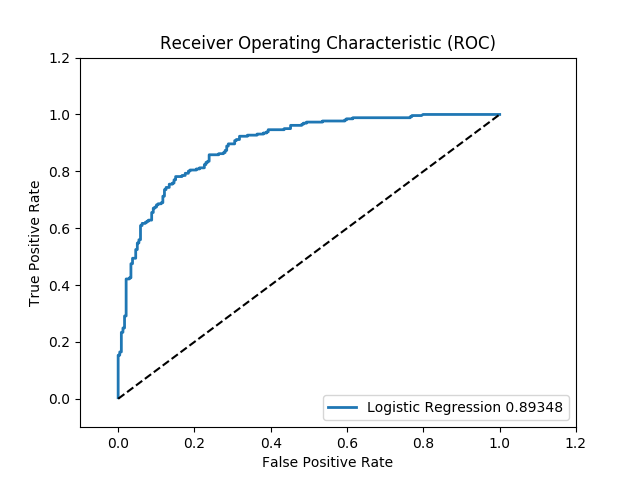 Receiver Operating Characteristic (ROC)
1.2
1.0
0.8
0.6
0.4
0.2
0.0
True Positive Rate
Logistic Regression 0.89348
0.0 0.2 0.4 0.6 0.8 1.0 1.2
False Positive Rate